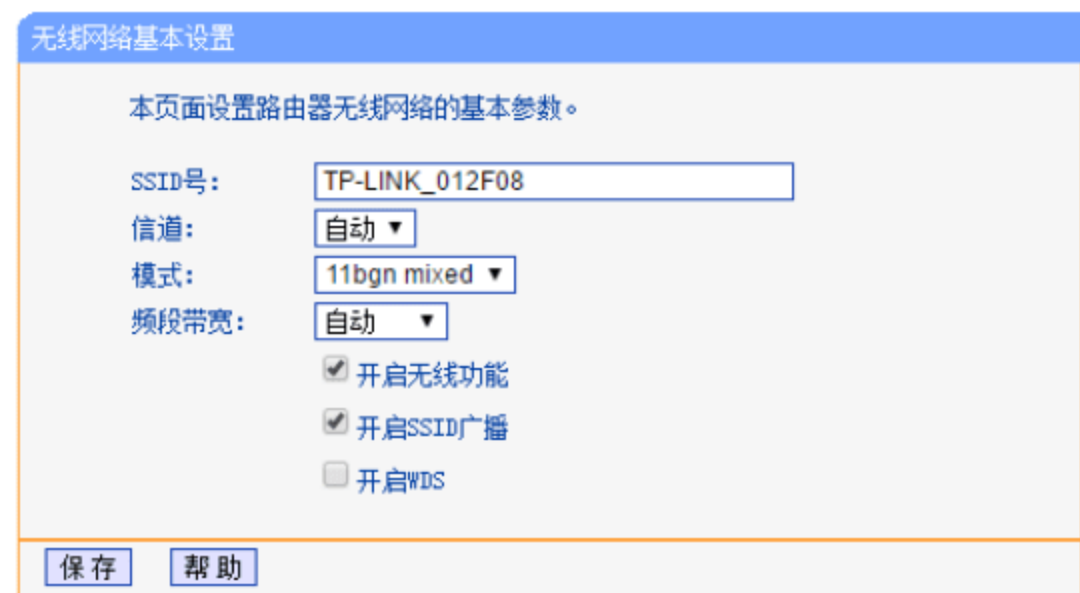 无线网络基本设置
本页面设置路由器无线网络的基本参数。
SSID号： TP-LINK_012F08
信道： 自动
模式： 11bgn mixed
频段带宽： 自动
开启无线功能
开启SSID广播
开启WDS
保存 帮助